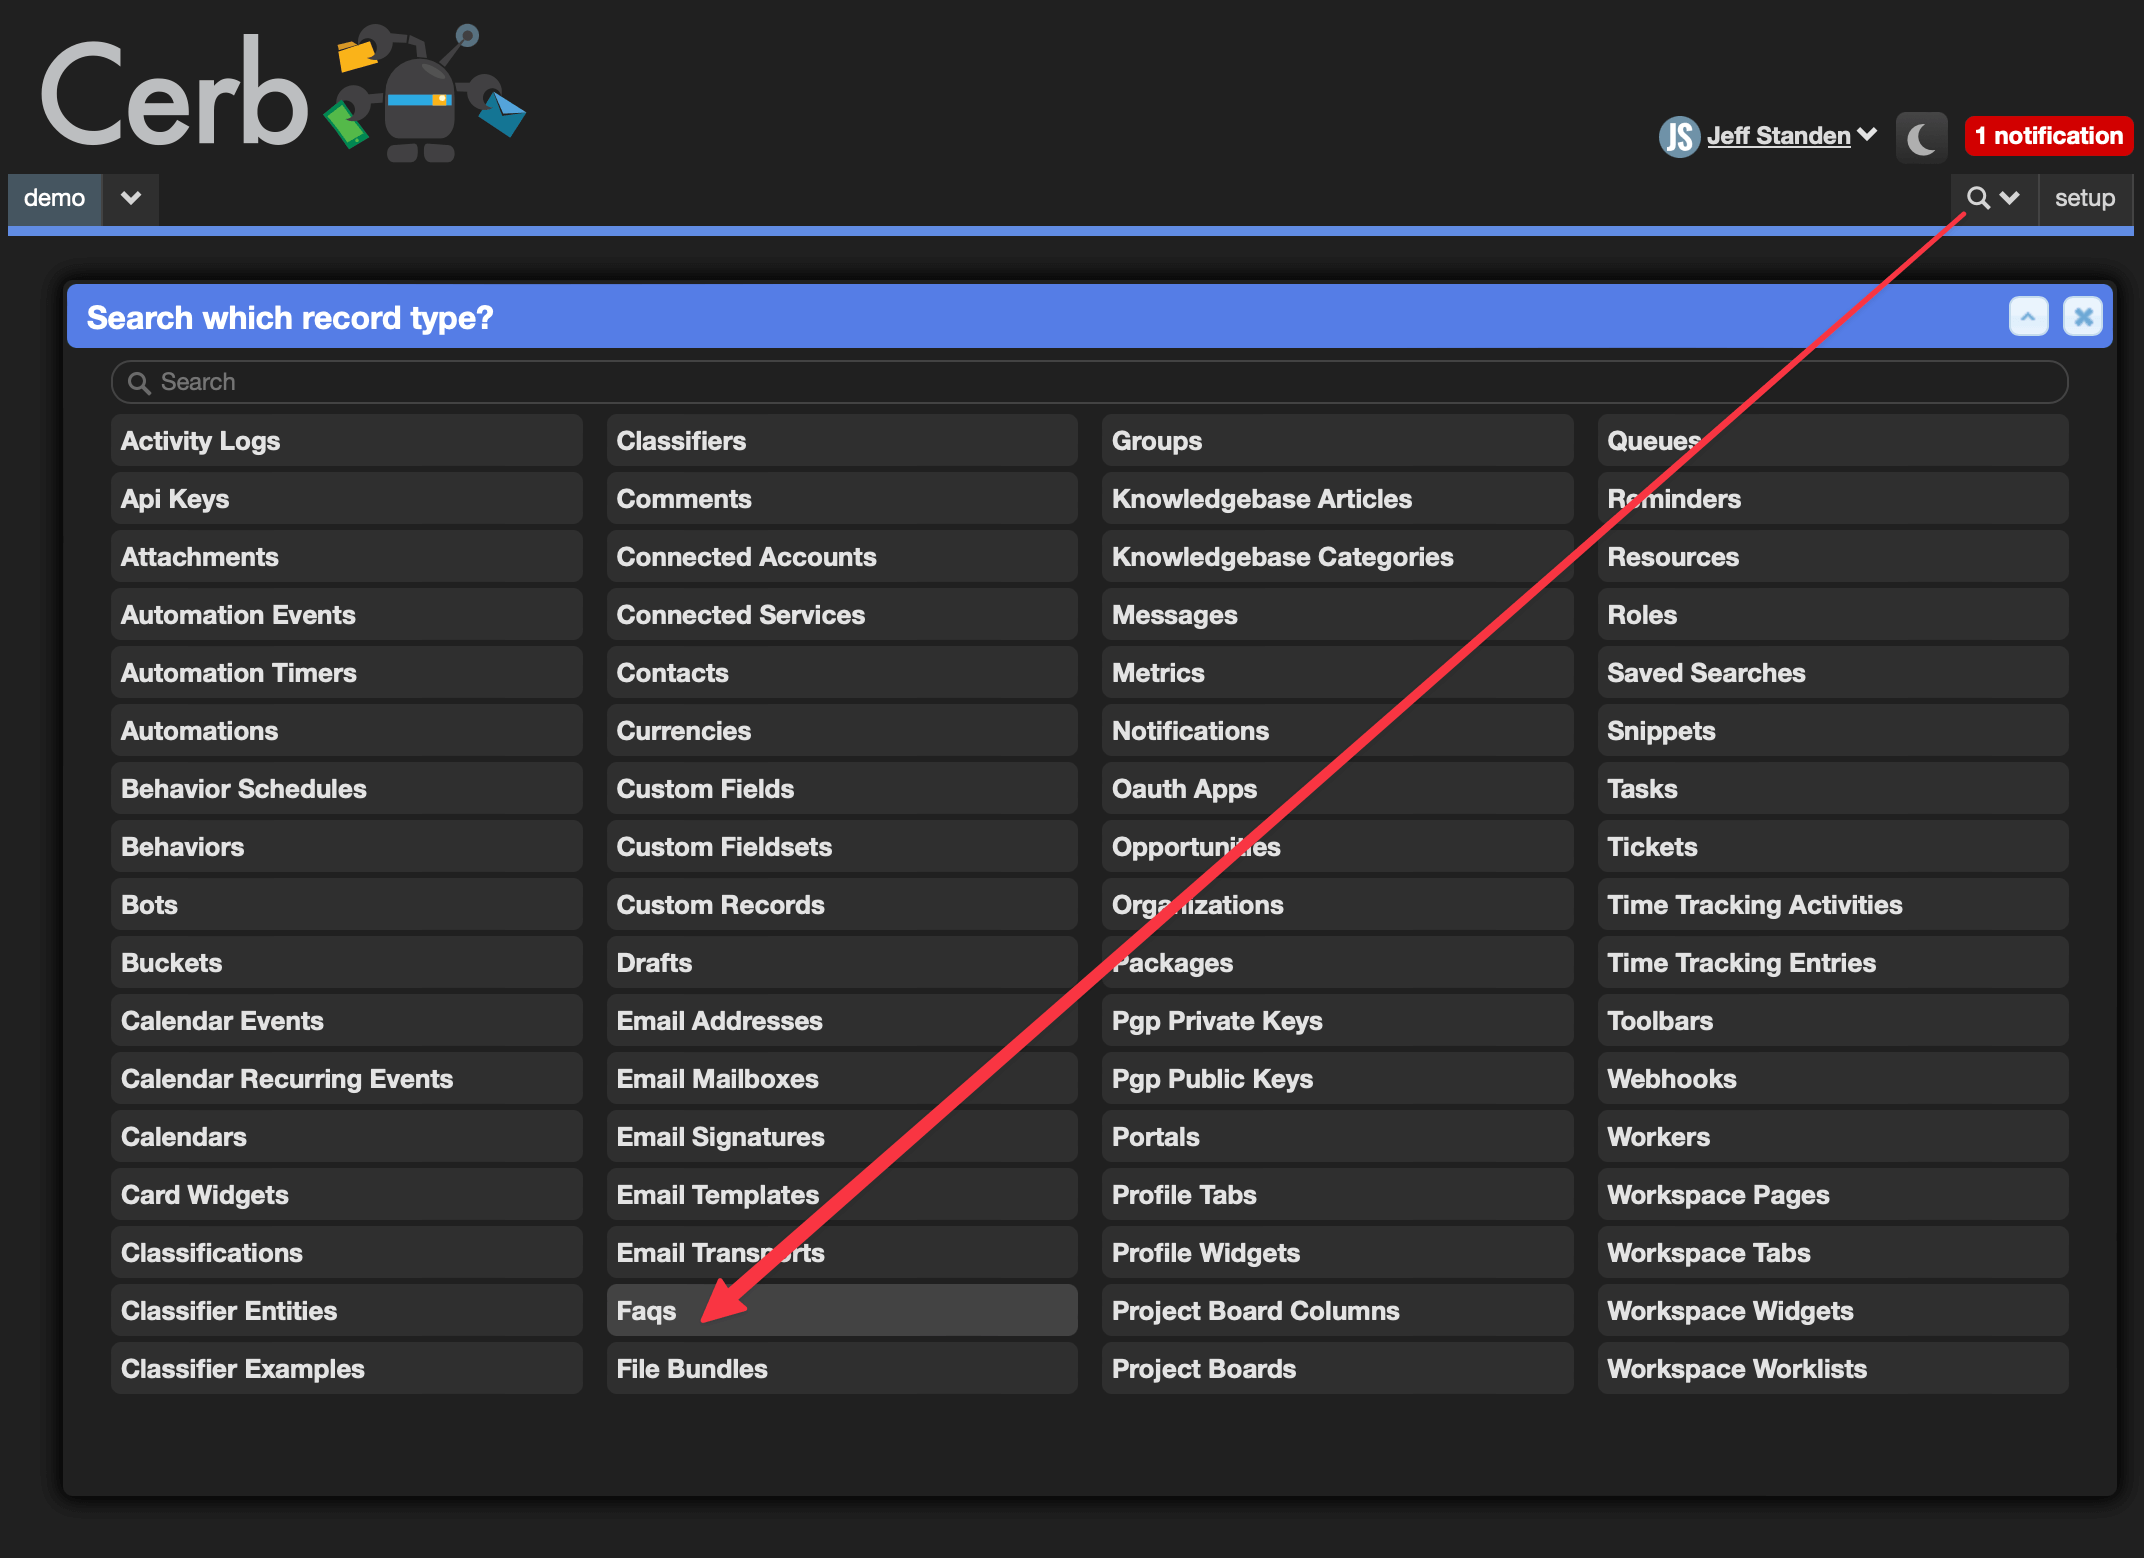 Cerb
JS Jeff Standen
1 notification
demo
setup
Search which record type?
Search
Activity Logs
Api Keys
Attachments
Automation Events
Automation Timers
Automations
Behavior Schedules
Behaviors
Bots
Buckets
Calendar Events
Calendar Recurring Events
Calendars
Card Widgets
Classifications
Classifier Entities
Classifier Examples
Classifiers
Comments
Connected Accounts
Connected Services
Contacts
Currencies
Custom Fields
Custom Fieldsets
Custom Records
Drafts
Email Addresses
Email Mailboxes
Email Signatures
Email Templates
Email Transports
Faqs
File Bundles
Groups
Knowledgebase Articles
Knowledgebase Categories
Messages
Metrics
Notifications
Oauth Apps
Opportunities
Organizations
Packages
Pgp Private Keys
Pgp Public Keys
Portals
Profile Tabs
Profile Widgets
Project Board Columns
Project Boards
Queues
Reminders
Resources
Roles
Saved Searches
Snippets
Tasks
Tickets
Time Tracking Activities
Time Tracking Entries
Toolbars
Webhooks
Workers
Workspace Pages
Workspace Tabs
Workspace Widgets
Workspace Worklists